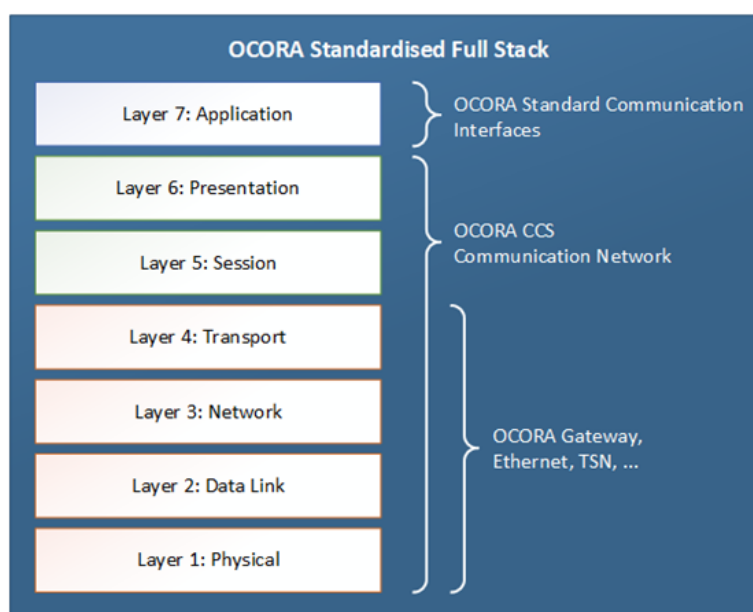 OCORA Standardised Full Stack
Layer 7: Application
OCORA Standard Communication
Interfaces
Layer 6: Presentation
Layer 5: Session
OCORA CCS
Communication Network
Layer 4: Transport
Layer 3: Network
Layer 2: Data Link
Layer 1: Physical
OCORA Gateway,
Ethernet, TSN, ...